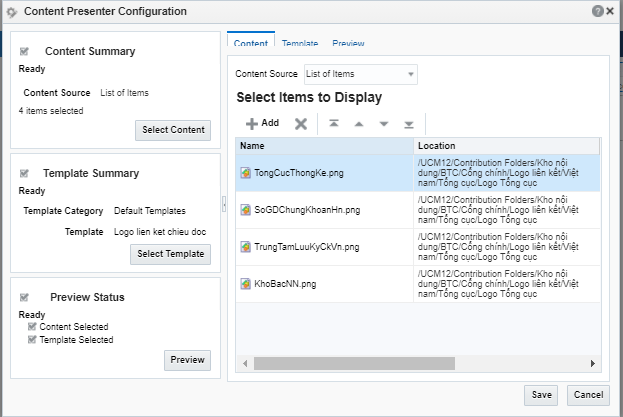 Content Presenter Configuration
Content Summary
Ready
Content Source List of Items
4 items selected
Select Content
Template Summary
Ready
Template Category Default Templates
Template Logo lien ket chieu doc
Select Template
Preview Status
Ready
Content Selected
Template Selected
Preview
Content Template Preview
Content Source List of Items
Select Items to Display
Add
Name Location
TongCucThongKe.png
/UCM12/Contribution Folders/Kho nội
dung/BTC/Cổng chính/Logo liên kết/Việt
nam/Tổng cục/Logo Tổng cục
SoGDChungKhoanHn.png
/UCM12/Contribution Folders/Kho nội
dung/BTC/Cổng chính/Logo liên kết/Việt
nam/Tổng cục/Logo Tổng cục
TrungTamLuuKyCkVn.png
/UCM12/Contribution Folders/Kho nội
dung/BTC/Cổng chính/Logo liên kết/Việt
nam/Tổng cục/Logo Tổng cục
KhoBacNN.png
/UCM12/Contribution Folders/Kho nội
dung/BTC/Cổng chính/Logo liên kết/Việt
nam/Tổng cục/Logo Tổng cục
Save Cancel